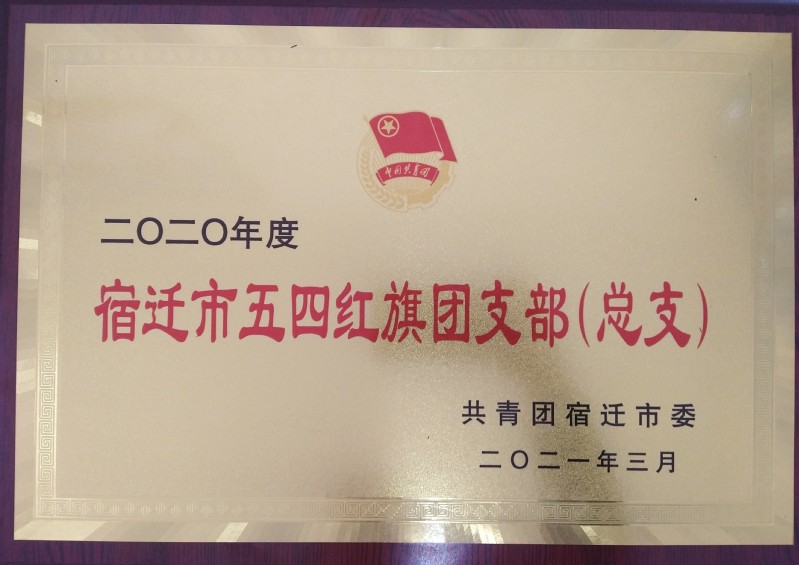 中国共青团
二〇二〇年度
宿迁市五四红旗团支部(总支)
共青团宿迁市委
二〇二一年三月